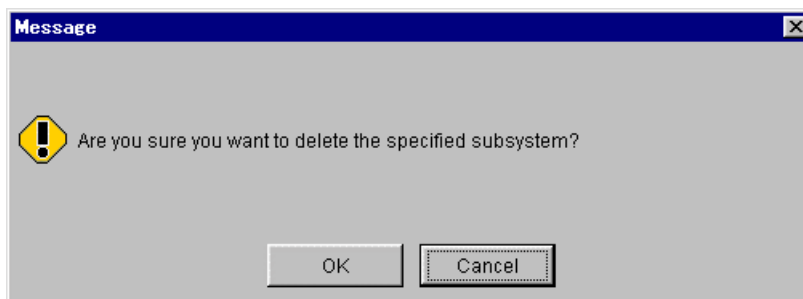 Message
Are you sure you want to delete the specified subsystem?
OK
Cancel